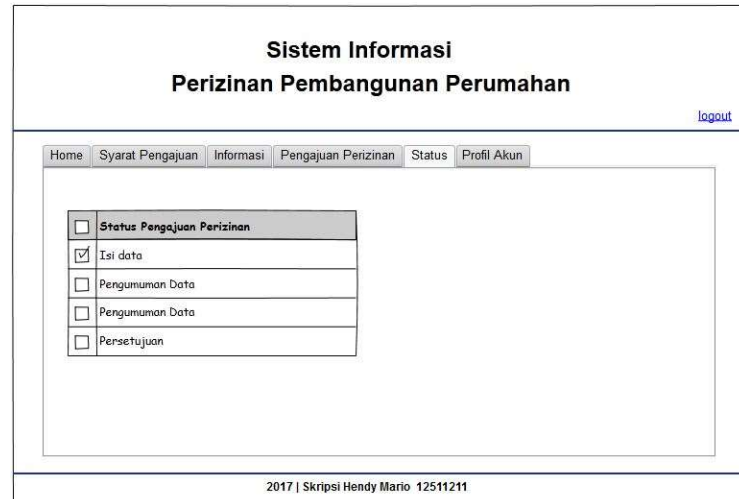 Sistem Informasi
Perizinan Pembangunan Perumahan
logout
Home Syarat Pengajuan Informasi Pengajuan Perizinan Status Profil Akun
Status Pengajuan Perizinan
Isi data
Pengumuman Data
Pengumuman Data
Persetujuan
2017 | Skripsi Hendy Mario 12511211